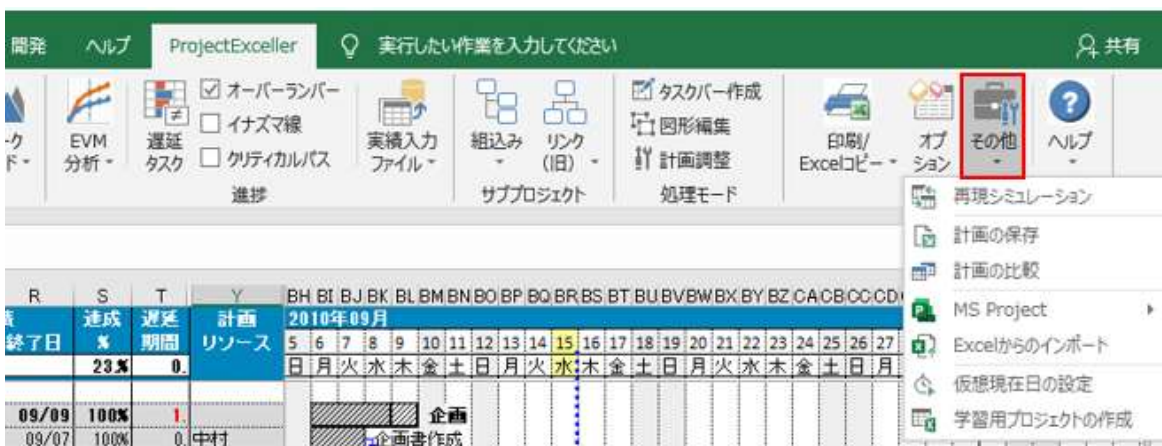 開発 ヘルプ ProjectExceller 実行したい作業を入力してください 共有
EVM 分析 遅延 タスク
オーバーランバー
イナズマ線
クリティカルパス
実績入力 ファイル
組込み リンク (旧)
タスクバー作成
図形編集
計画調整
印刷/ Excelコピー
オプ ション
その他
ヘルプ
進捗 サブプロジェクト 処理モード
再現シミュレーション
計画の保存
計画の比較
MS Project
Excelからのインポート
仮想現在日の設定
学習用プロジェクトの作成
R S T Y BH BI BJ BK BL BM BN BO BP BQ BR BS BT BU BV BW BX BY BZ CA CB CC CD
終了日 達成 % 遅延 期間 計画 リソース 2010年09月
5 6 7 8 9 10 11 12 13 14 15 16 17 18 19 20 21 22 23 24 25 26 27
23% 0. 日 月 火 水 木 金 土 日 月 火 水 木 金 土 日 月 火 水 木 金 土 日 月
09/09 100% 1. 企画
09/07 100% 0. 中村 企画書作成